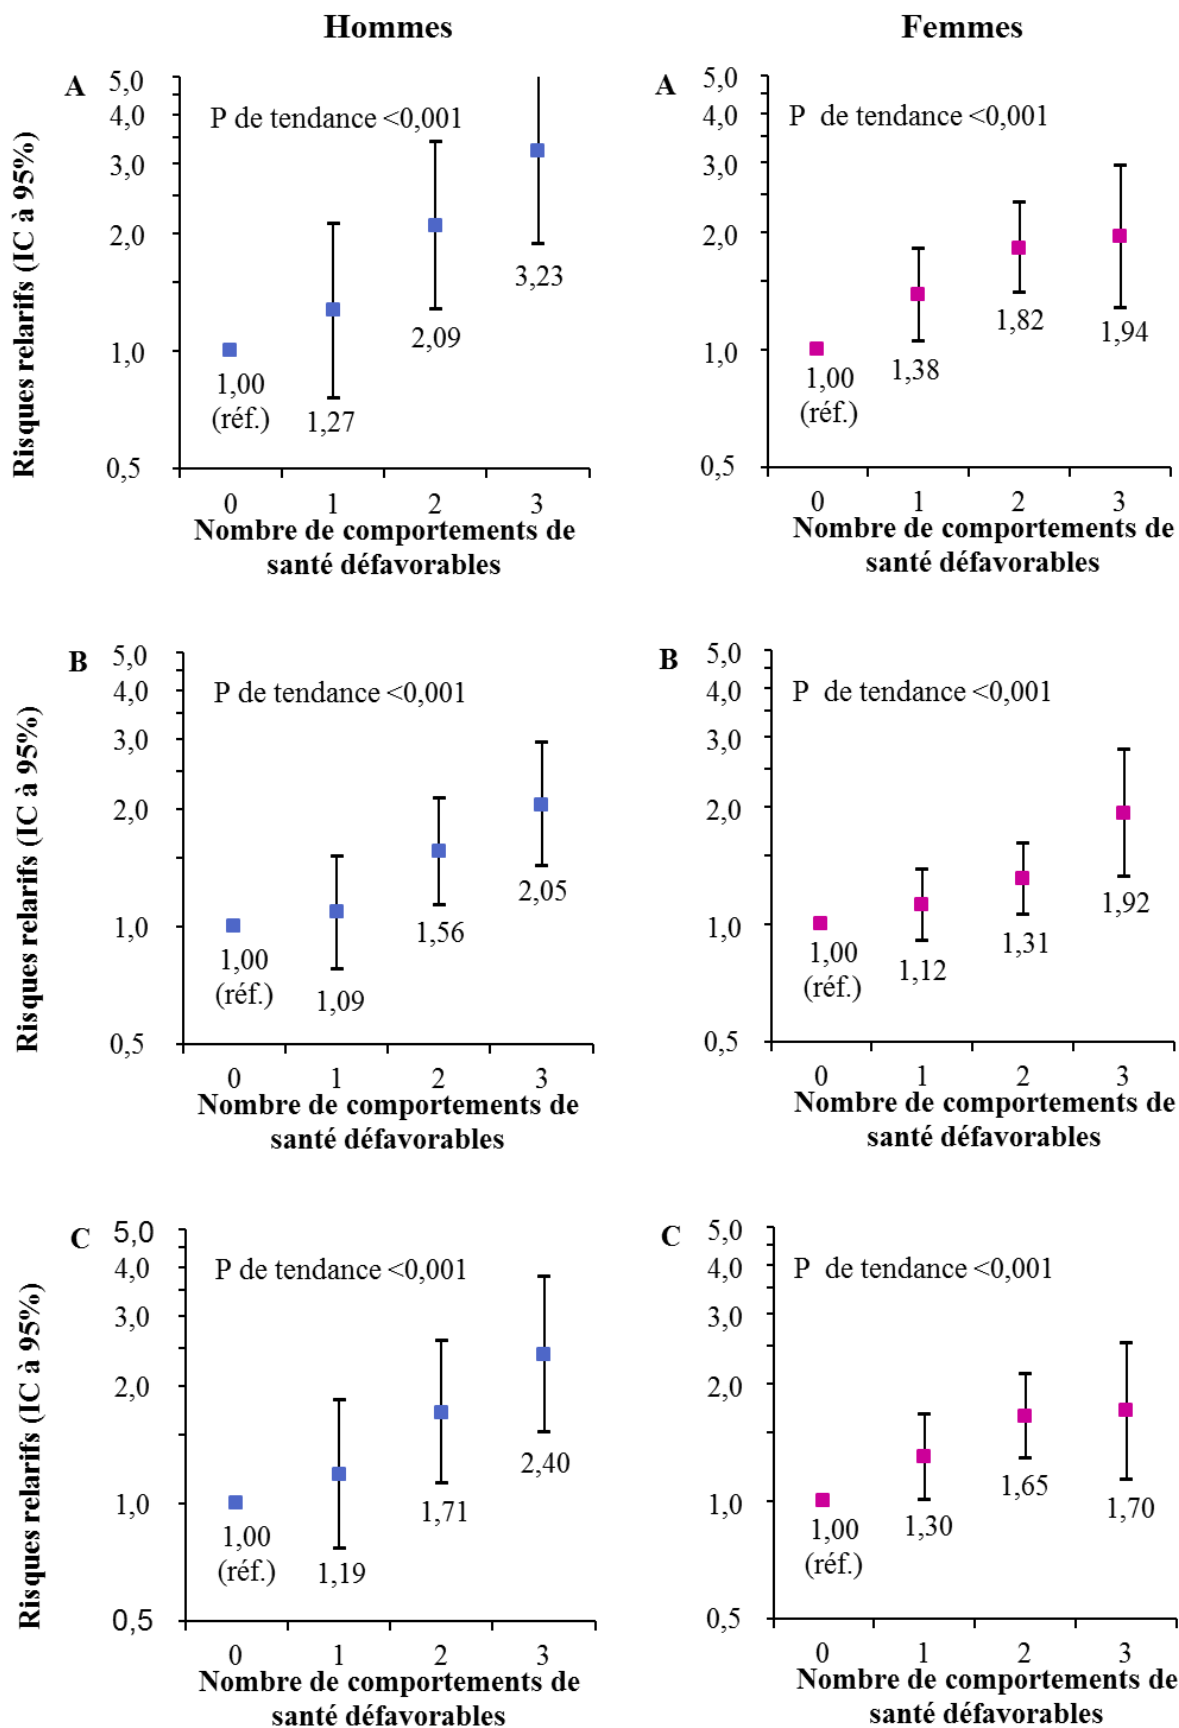 Hommes
Femmes
A
Risques relarifs (IC à 95%)
5,0
4,0
3,0
2,0
1,0
0,5
P de tendance <0,001
1,00
(réf.)
1,27
2,09
3,23
0 1 2 3
Nombre de comportements de
santé défavorables
A
5,0
4,0
3,0
2,0
1,0
0,5
P de tendance <0,001
1,00
(réf.)
1,38
1,82
1,94
0 1 2 3
Nombre de comportements de
santé défavorables
B
Risques relarifs (IC à 95%)
5,0
4,0
3,0
2,0
1,0
0,5
P de tendance <0,001
1,00
(réf.)
1,09
1,56
2,05
0 1 2 3
Nombre de comportements de
santé défavorables
B
5,0
4,0
3,0
2,0
1,0
0,5
P de tendance <0,001
1,00
(réf.)
1,12
1,31
1,92
0 1 2 3
Nombre de comportements de
santé défavorables
C
Risques relarifs (IC à 95%)
5,0
4,0
3,0
2,0
1,0
0,5
P de tendance <0,001
1,00
(réf.)
1,19
1,71
2,40
0 1 2 3
Nombre de comportements de
santé défavorables
C
5,0
4,0
3,0
2,0
1,0
0,5
P de tendance <0,001
1,00
(réf.)
1,30
1,65
1,70
0 1 2 3
Nombre de comportements de
santé défavorables